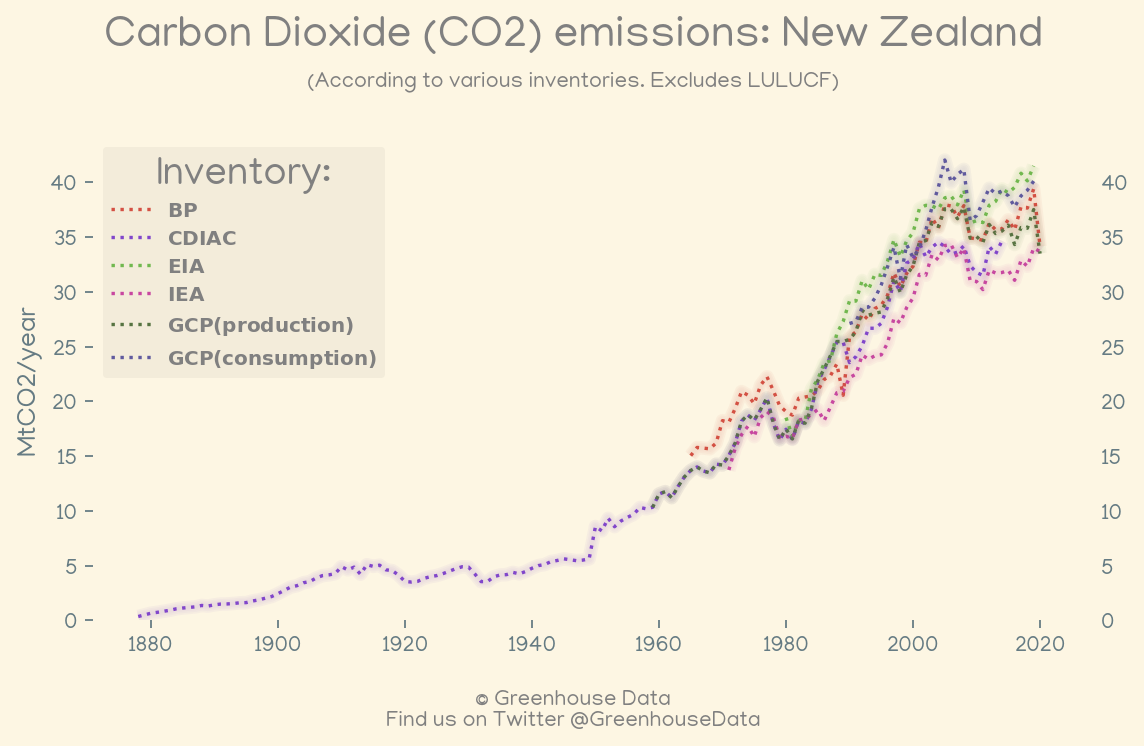 Carbon Dioxide (CO2) emissions: New Zealand
(According to various inventories. Excludes LULUCF)
Inventory:
BP
CDIAC
EIA
IEA
GCP(production)
GCP(consumption)
MtCO2/year
40
35
30
25
20
15
10
5
0
40
35
30
25
20
15
10
5
0
1880 1900 1920 1940 1960 1980 2000 2020
© Greenhouse Data
Find us on Twitter @GreenhouseData